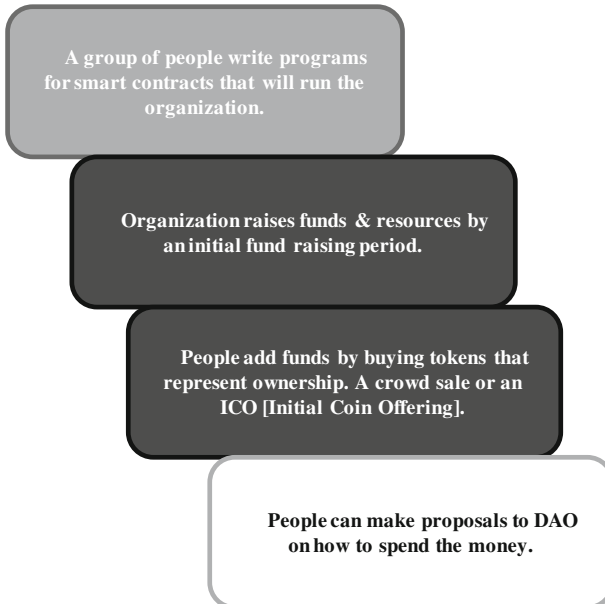 A group of people write programs
for smart contracts that will run the
organization.
Organization raises funds & resources by
an initial fund raising period.
People add funds by buying tokens that
represent ownership. A crowd sale or an
ICO [Initial Coin Offering].
People can make proposals to DAO
on how to spend the money.